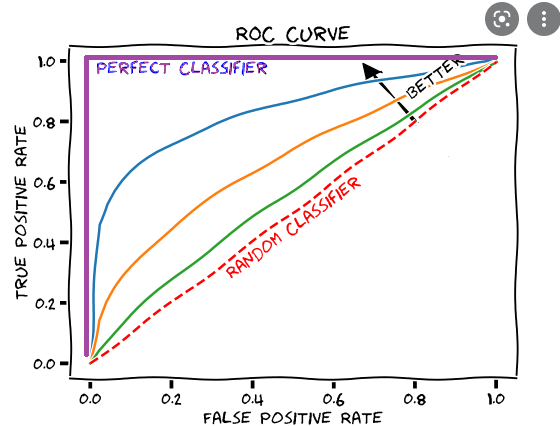 ROC CURVE
PERFECT CLASSIFIER
BETTER
RANDOM CLASSIFIER
TRUE POSITIVE RATE
1.0
0.8
0.6
0.4
0.2
0.0
0.0 0.2 0.4 0.6 0.8 1.0
FALSE POSITIVE RATE